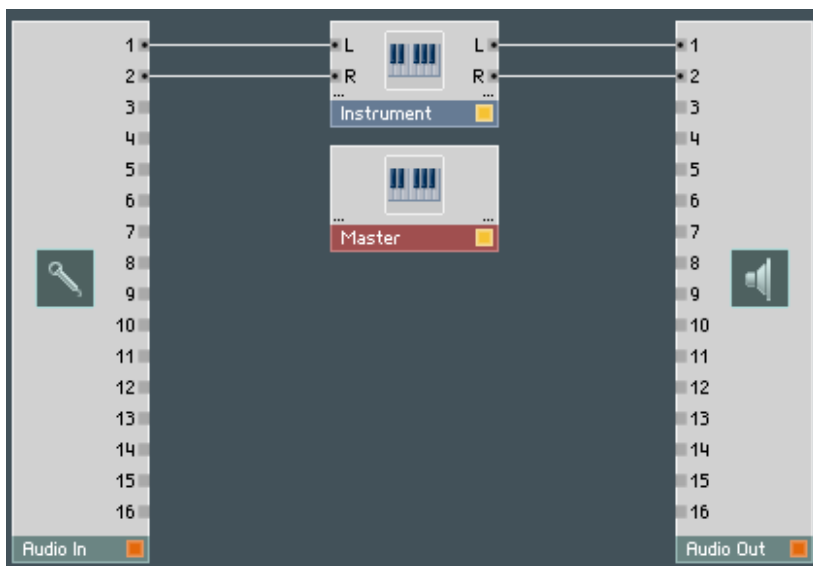 1 L L 1
2 R R 2
3 ... ... 3
Instrument
4 4
5 5
6 6
7 ... ... 7
Master
8 8
9 9
10 10
11 11
12 12
13 13
14 14
15 15
16 16
Audio In Audio Out